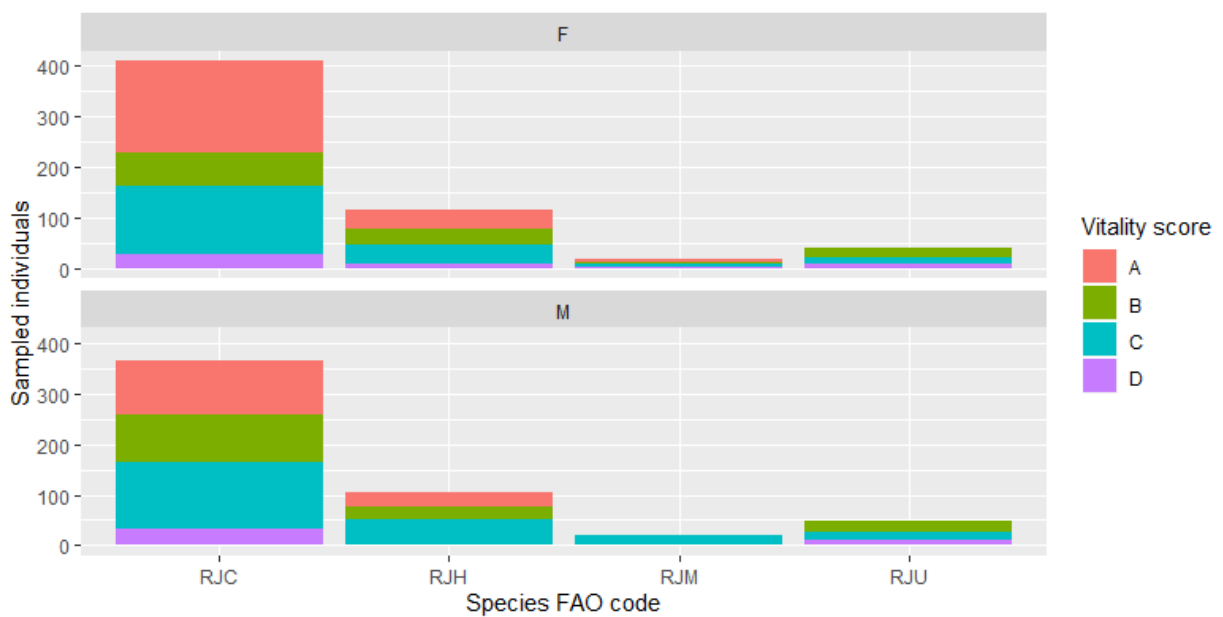 F
400
300
200
100
0
M
400
300
200
100
0
Sampled individuals
RJC RJH RJM RJU
Species FAO code
Vitality score
A
B
C
D